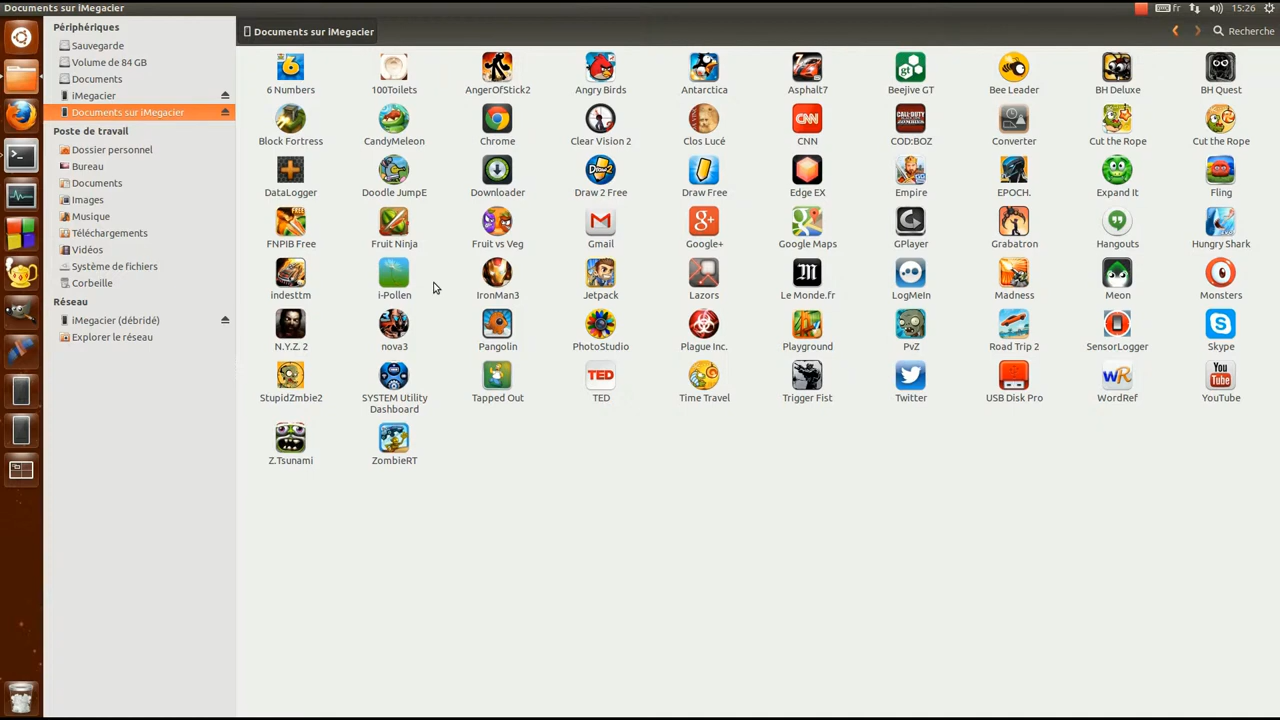 Documents sur iMegacier
fr
15:26
Périphériques
Sauvegarde
Volume de 84 GB
Documents
iMegacier
Documents sur iMegacier
Poste de travail
Dossier personnel
Bureau
Documents
Images
Musique
Téléchargements
Vidéos
Système de fichiers
Corbeille
Réseau
iMegacier (débridé)
Explorer le réseau
Documents sur iMegacier
Recherche
6 Numbers
100Toilets
AngerOfStick2
Angry Birds
Antarctica
Asphalt7
Beejive GT
Bee Leader
BH Deluxe
BH Quest
Block Fortress
CandyMeleon
Chrome
Clear Vision 2
Clos Lucé
CNN
COD:BOZ
Converter
Cut the Rope
Cut the Rope
DataLogger
Doodle JumpE
Downloader
Draw 2 Free
Draw Free
Edge EX
Empire
EPOCH.
Expand It
Fling
FNPIB Free
Fruit Ninja
Fruit vs Veg
Gmail
Google+
Google Maps
GPlayer
Grabatron
Hangouts
Hungry Shark
indesttm
i-Pollen
IronMan3
Jetpack
Lazors
Le Monde.fr
LogMeIn
Madness
Meon
Monsters
N.Y.Z. 2
nova3
Pangolin
PhotoStudio
Plague Inc.
Playground
PvZ
Road Trip 2
SensorLogger
Skype
StupidZmbie2
SYSTEM Utility
Dashboard
Tapped Out
TED
Time Travel
Trigger Fist
Twitter
USB Disk Pro
WordRef
YouTube
Z.Tsunami
ZombieRT